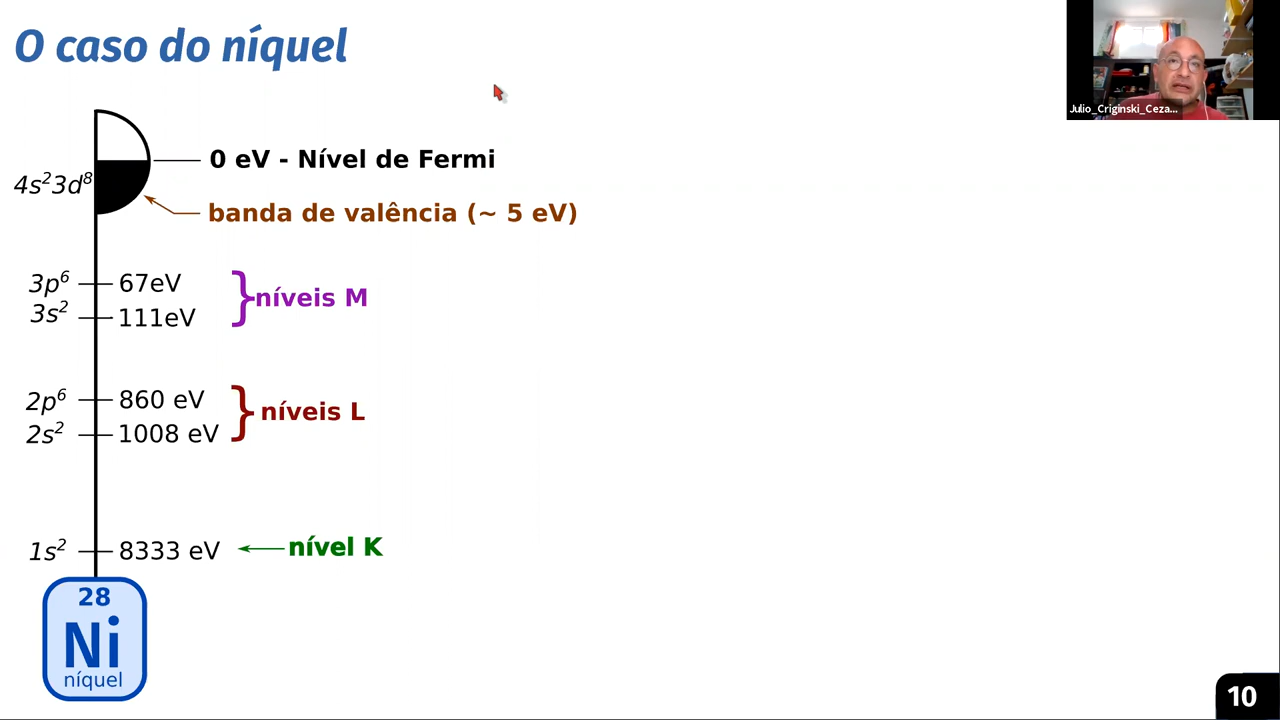 O caso do níquel
Julio_Criginski_Ceza...
0 eV - Nível de Fermi
4s²3d⁸
banda de valência (~ 5 eV)
3p⁶ 67eV
níveis M
3s² 111eV
2p⁶ 860 eV
níveis L
2s² 1008 eV
1s² 8333 eV nível K
28
Ni
níquel
10